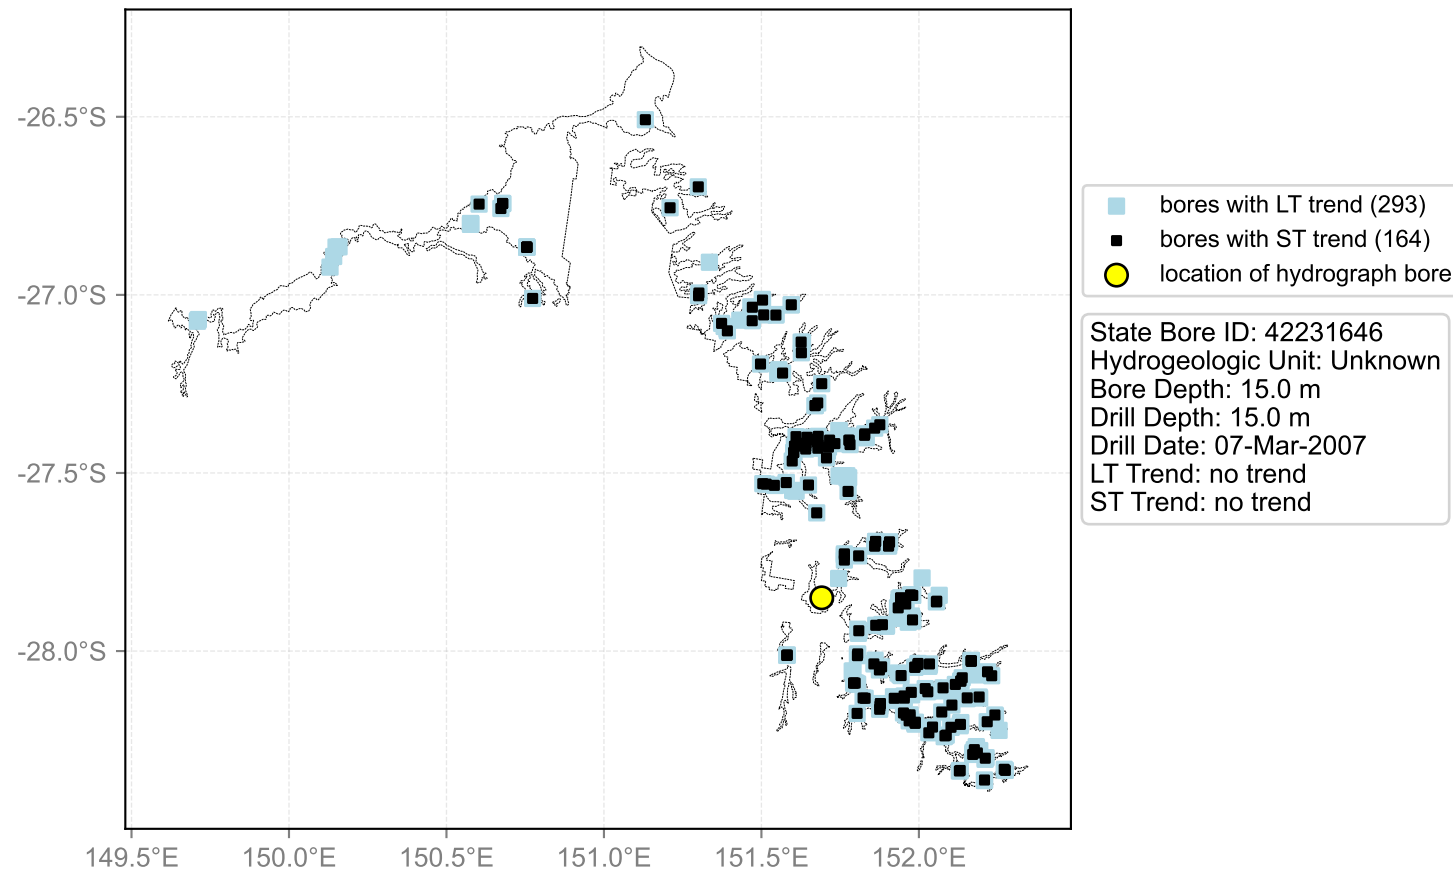 -26.5°S
-27.0°S
-27.5°S
-28.0°S
149.5°E
150.0°E
150.5°E
151.0°E
151.5°E
152.0°E
bores with LT trend (293)
bores with ST trend (164)
location of hydrograph bore
State Bore ID: 42231646
Hydrogeologic Unit: Unknown
Bore Depth: 15.0 m
Drill Depth: 15.0 m
Drill Date: 07-Mar-2007
LT Trend: no trend
ST Trend: no trend